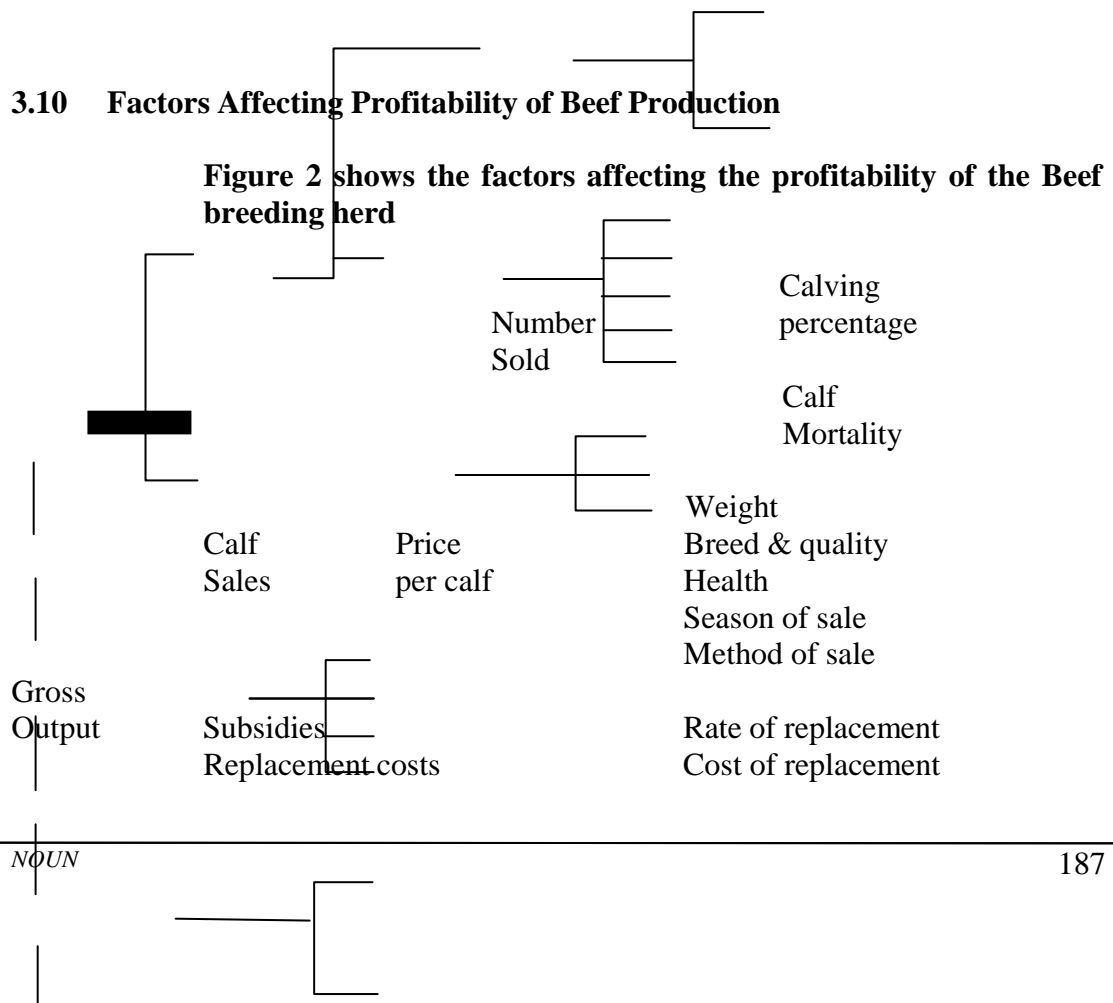 3.10 Factors Affecting Profitability of Beef Production
Figure 2 shows the factors affecting the profitability of the Beef
breeding herd
Calving
Number percentage
Sold
Calf
Mortality
Weight
Calf Price Breed & quality
Sales per calf Health
Season of sale
Method of sale
Gross
Output Subsidies Rate of replacement
Replacement costs Cost of replacement
NOUN 187